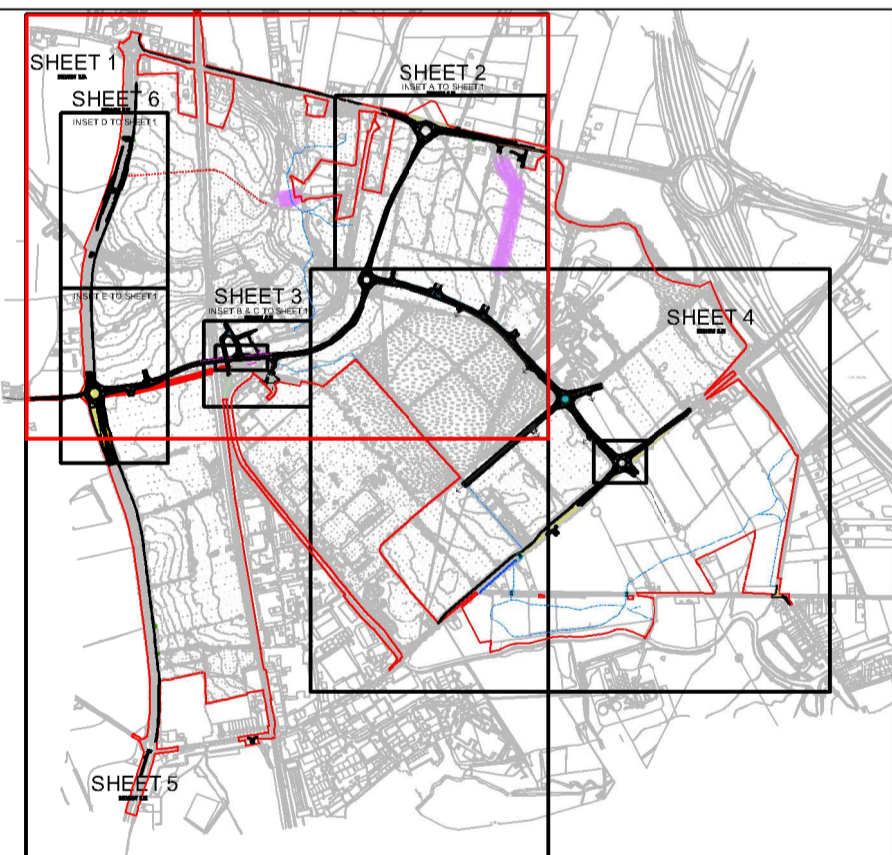 SHEET 1
SHEET 2
INSET A TO SHEET 1
SHEET 6
INSET D TO SHEET 1
INSET E TO SHEET 1
SHEET 3
INSET B & C TO SHEET 1
SHEET 4
SHEET 5